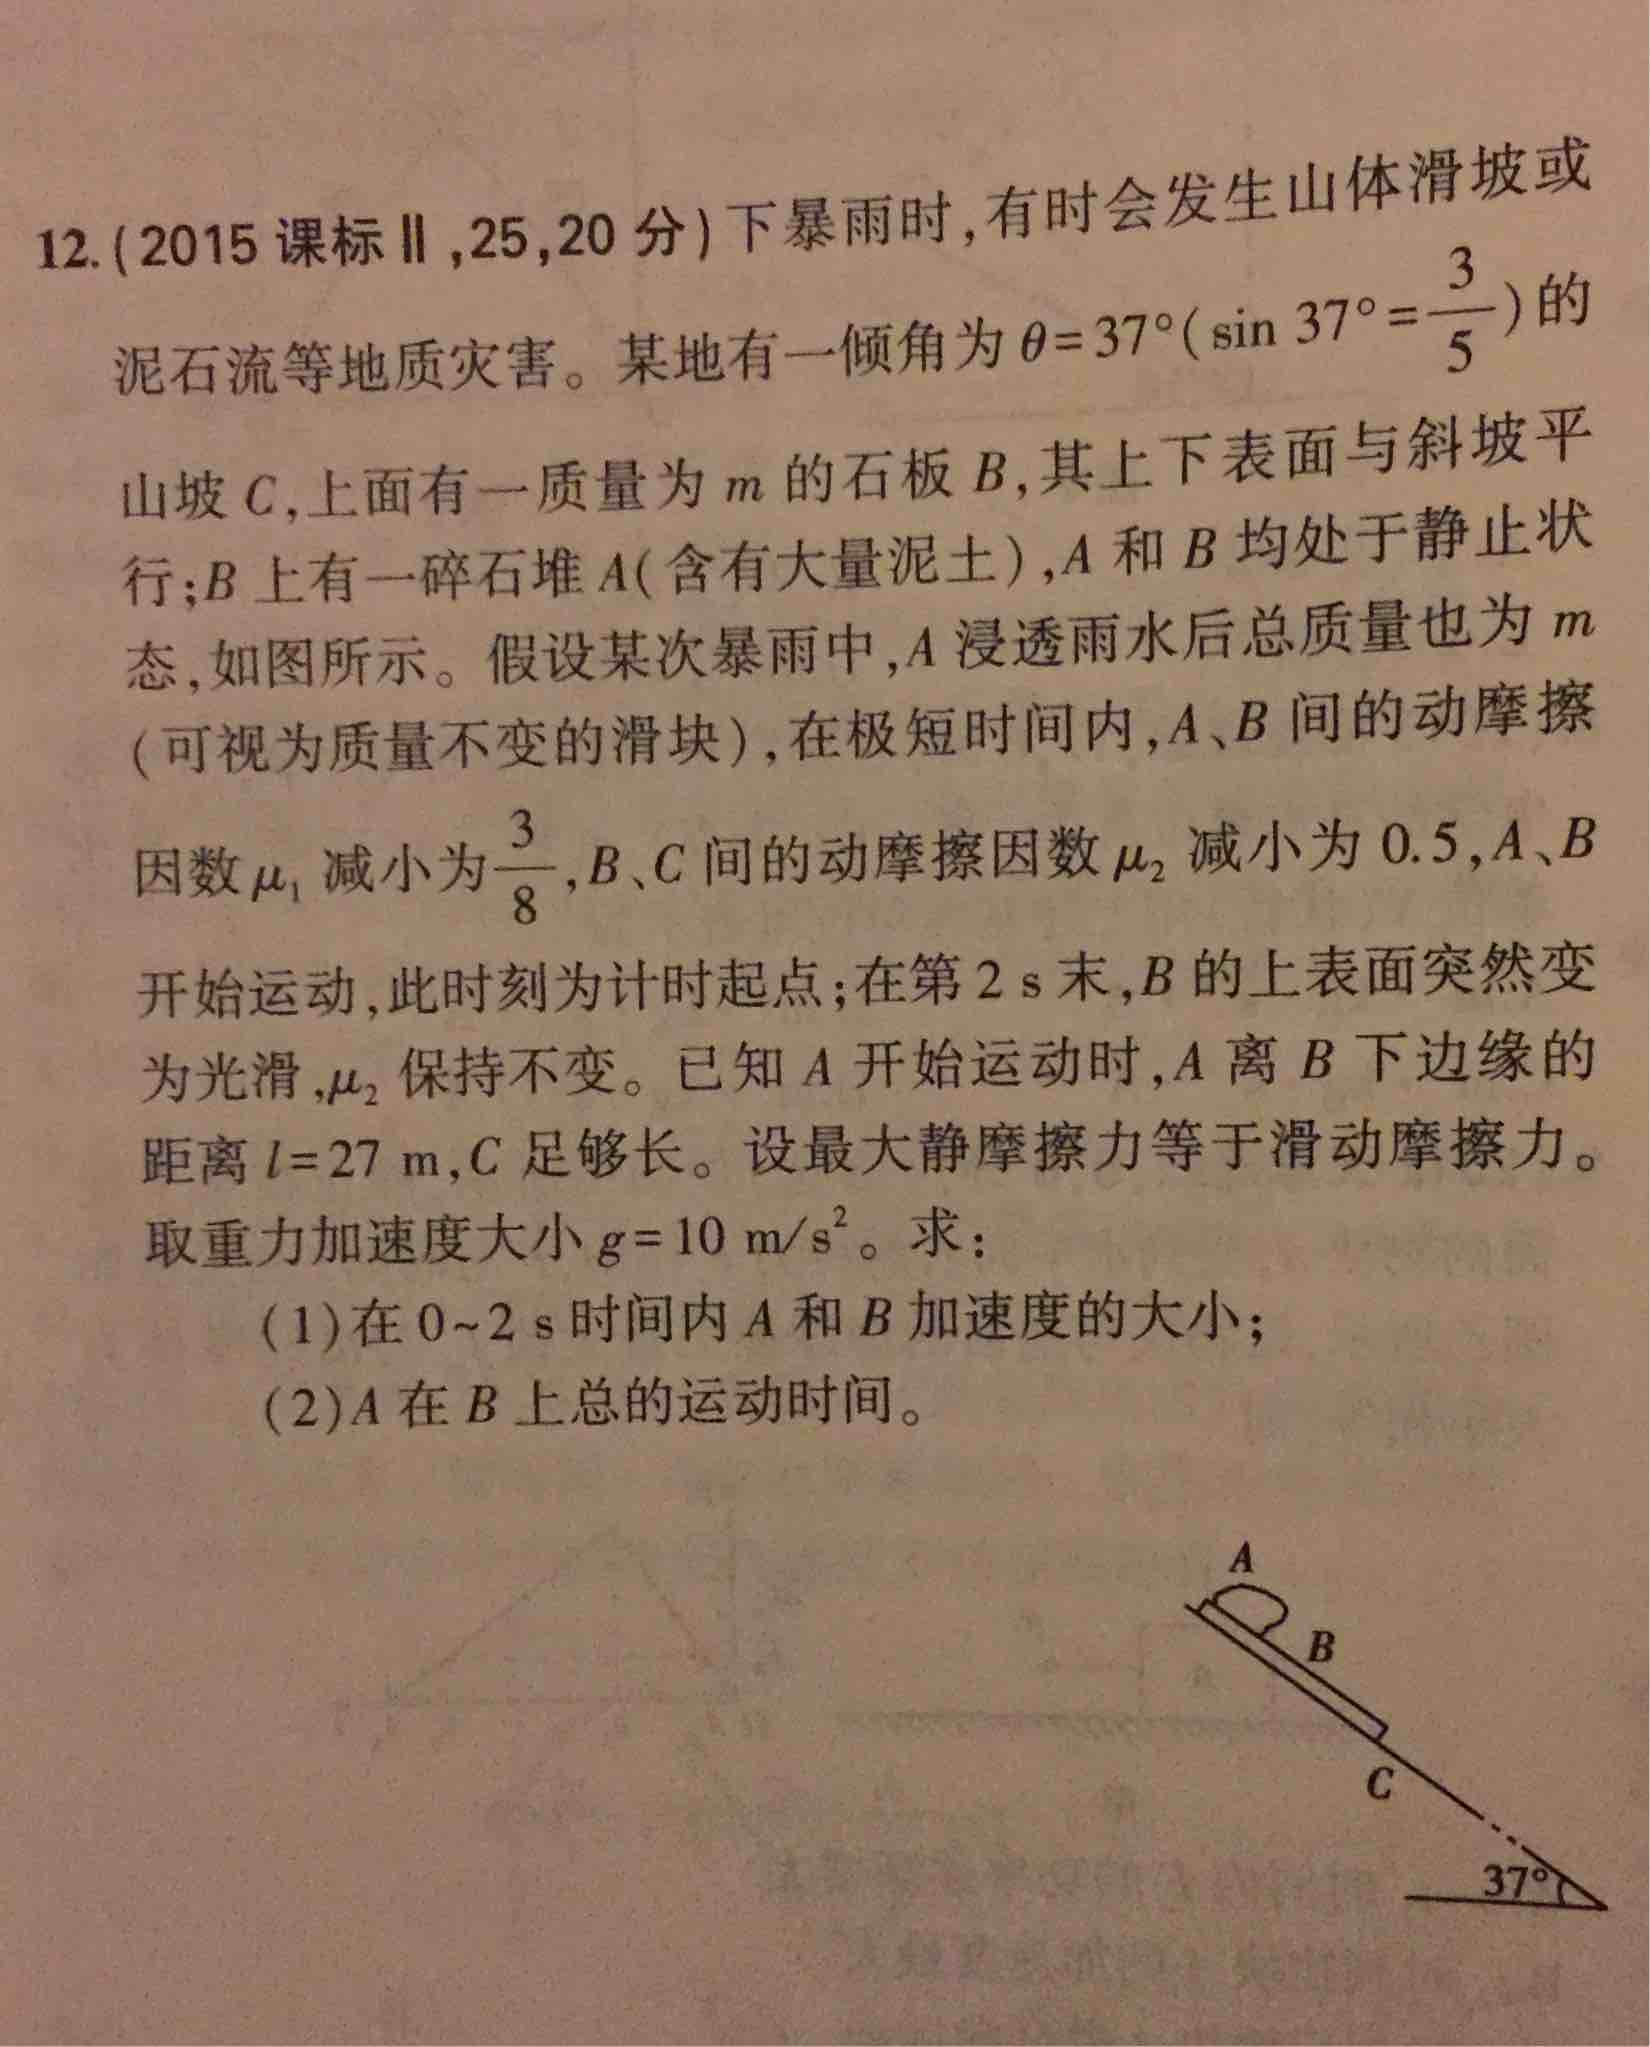 12.(2015 课标Ⅱ,25,20 分)下暴雨时,有时会发生山体滑坡或
泥石流等地质灾害。某地有一倾角为 θ=37°(sin 37°=3/5)的
山坡 C,上面有一质量为 m 的石板 B,其上下表面与斜坡平
行;B 上有一碎石堆 A(含有大量泥土),A 和 B 均处于静止状
态,如图所示。假设某次暴雨中,A 浸透雨水后总质量也为 m
(可视为质量不变的滑块),在极短时间内,A、B 间的动摩擦
因数 μ₁ 减小为 3/8,B、C 间的动摩擦因数 μ₂ 减小为 0.5,A、B
开始运动,此时刻为计时起点;在第 2 s 末,B 的上表面突然变
为光滑,μ₂ 保持不变。已知 A 开始运动时,A 离 B 下边缘的
距离 l=27 m,C 足够长。设最大静摩擦力等于滑动摩擦力。
取重力加速度大小 g=10 m/s²。求:
(1)在 0~2 s 时间内 A 和 B 加速度的大小;
(2)A 在 B 上总的运动时间。
A
B
C
37°